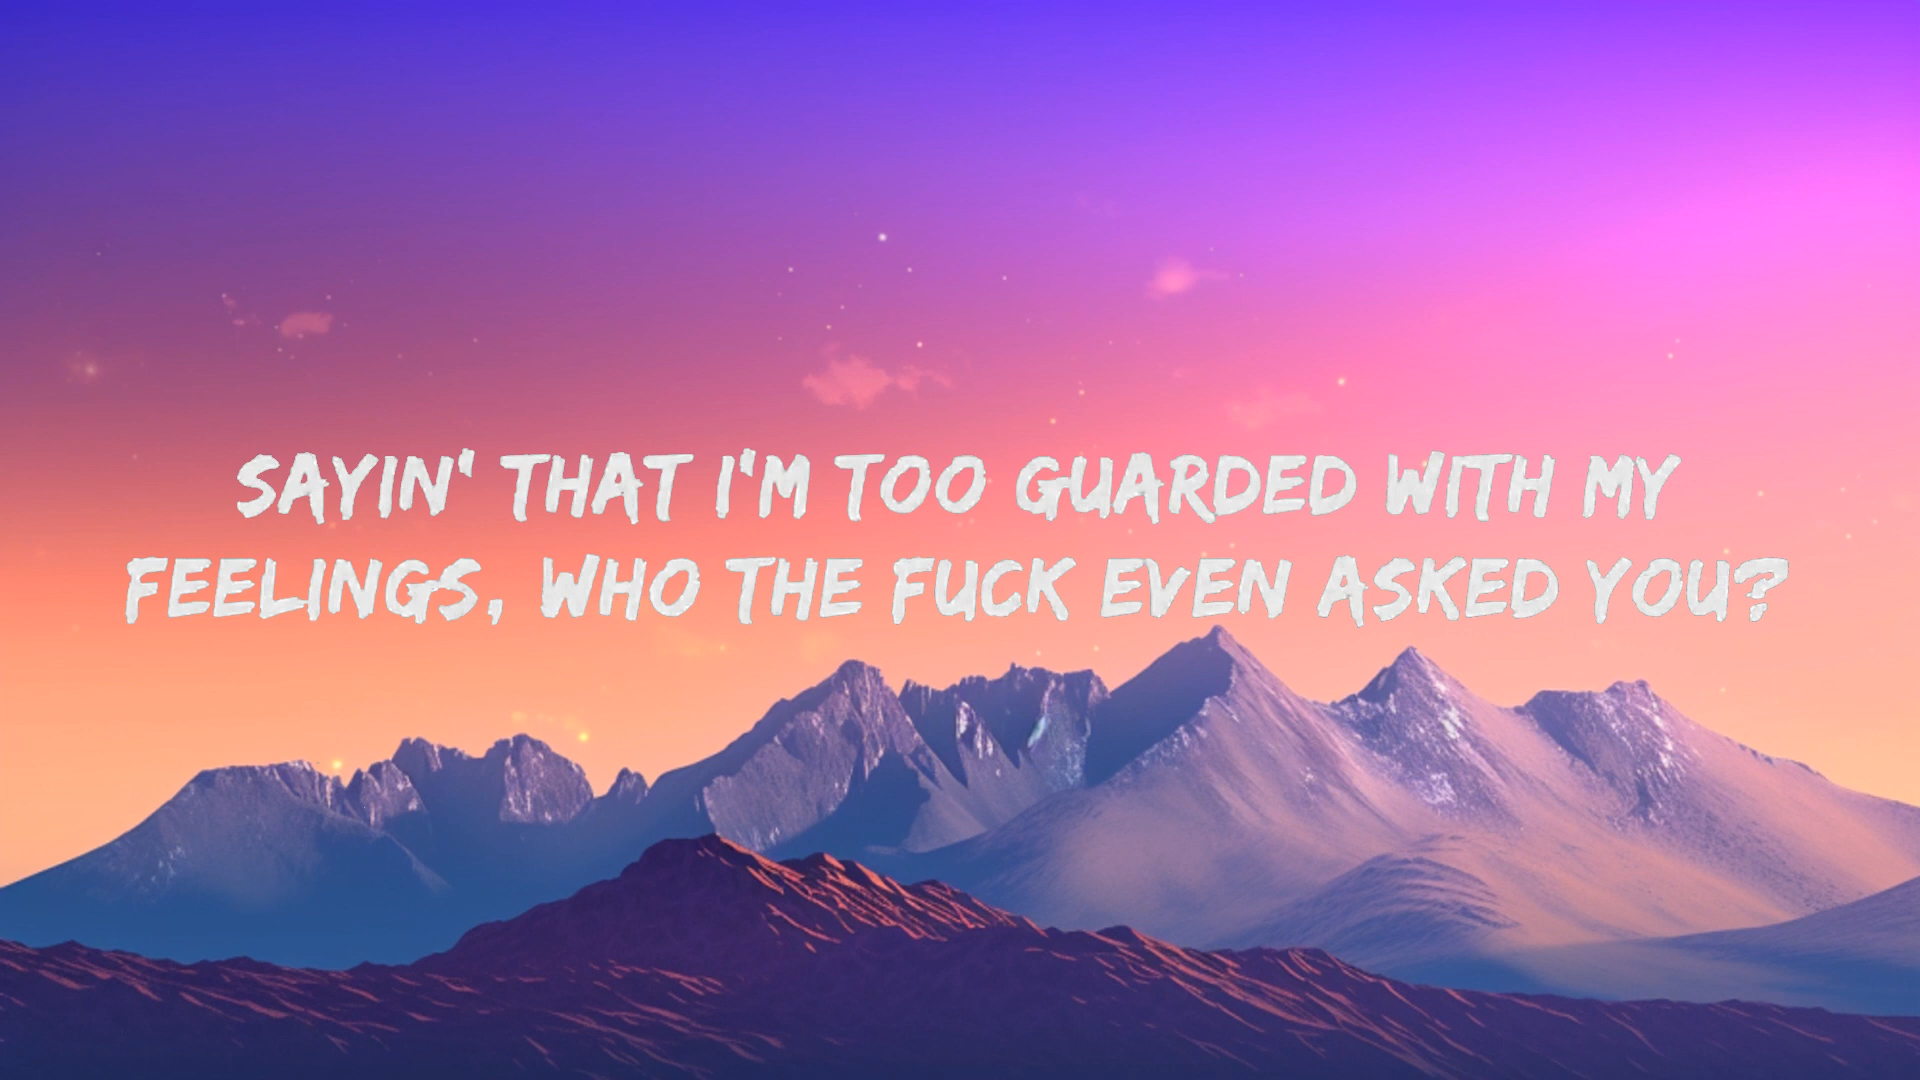 SAYIN' THAT I'M TOO GUARDED WITH MY
FEELINGS, WHO THE FUCK EVEN ASKED YOU?